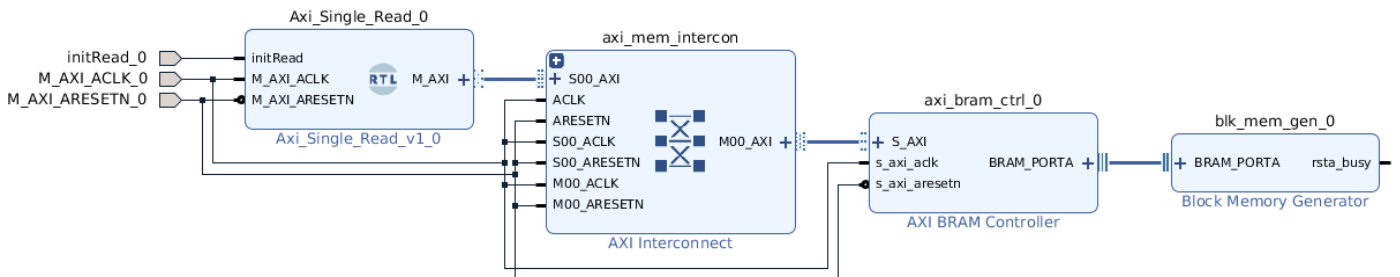 Axi_Single_Read_0
initRead_0
M_AXI_ACLK_0
M_AXI_ARESETN_0
initRead
M_AXI_ACLK
M_AXI_ARESETN
RTL
M_AXI
Axi_Single_Read_v1_0
axi_mem_intercon
S00_AXI
ACLK
ARESETN
S00_ACLK
S00_ARESETN
M00_ACLK
M00_ARESETN
M00_AXI
AXI Interconnect
axi_bram_ctrl_0
S_AXI
s_axi_aclk
s_axi_aresetn
BRAM_PORTA
AXI BRAM Controller
blk_mem_gen_0
BRAM_PORTA
rsta_busy
Block Memory Generator